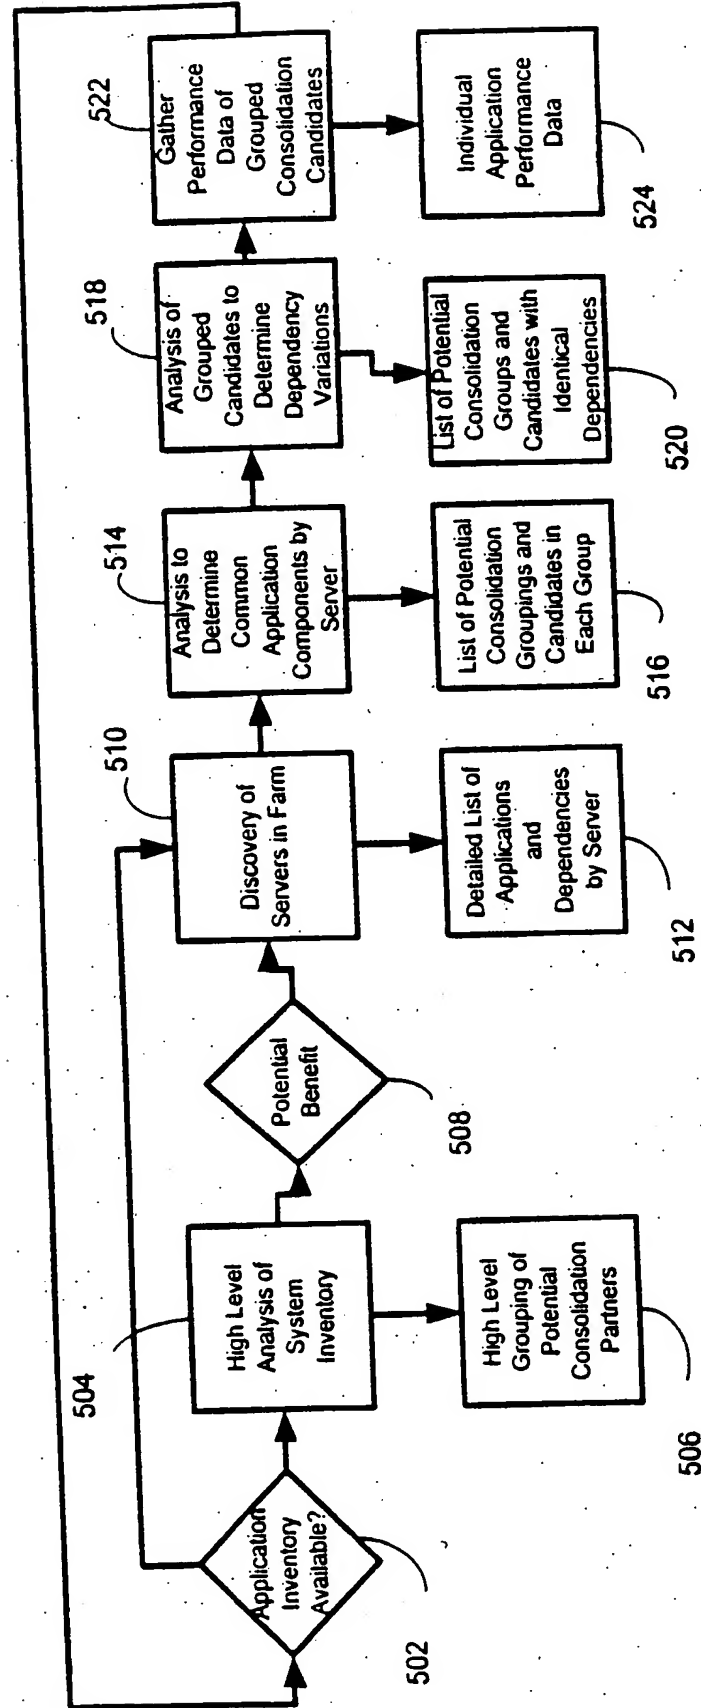 Application
Inventory
Available?
502
High Level
Analysis of
System
Inventory
504
High Level
Grouping of
Potential
Consolidation
Partners
506
Potential
Benefit
508
Discovery of
Servers in Farm
510
Detailed List of
Applications
and
Dependencies
by Server
512
Analysis to
Determine
Common
Application
Components by
Server
514
List of Potential
Consolidation
Groupings and
Candidates in
Each Group
516
Analysis of
Grouped
Candidates to
Determine
Dependency
Variations
518
List of Potential
Consolidation
Groups and
Candidates with
Identical
Dependencies
520
Gather
Performance
Data of
Grouped
Consolidation
Candidates
522
Individual
Application
Performance
Data
524